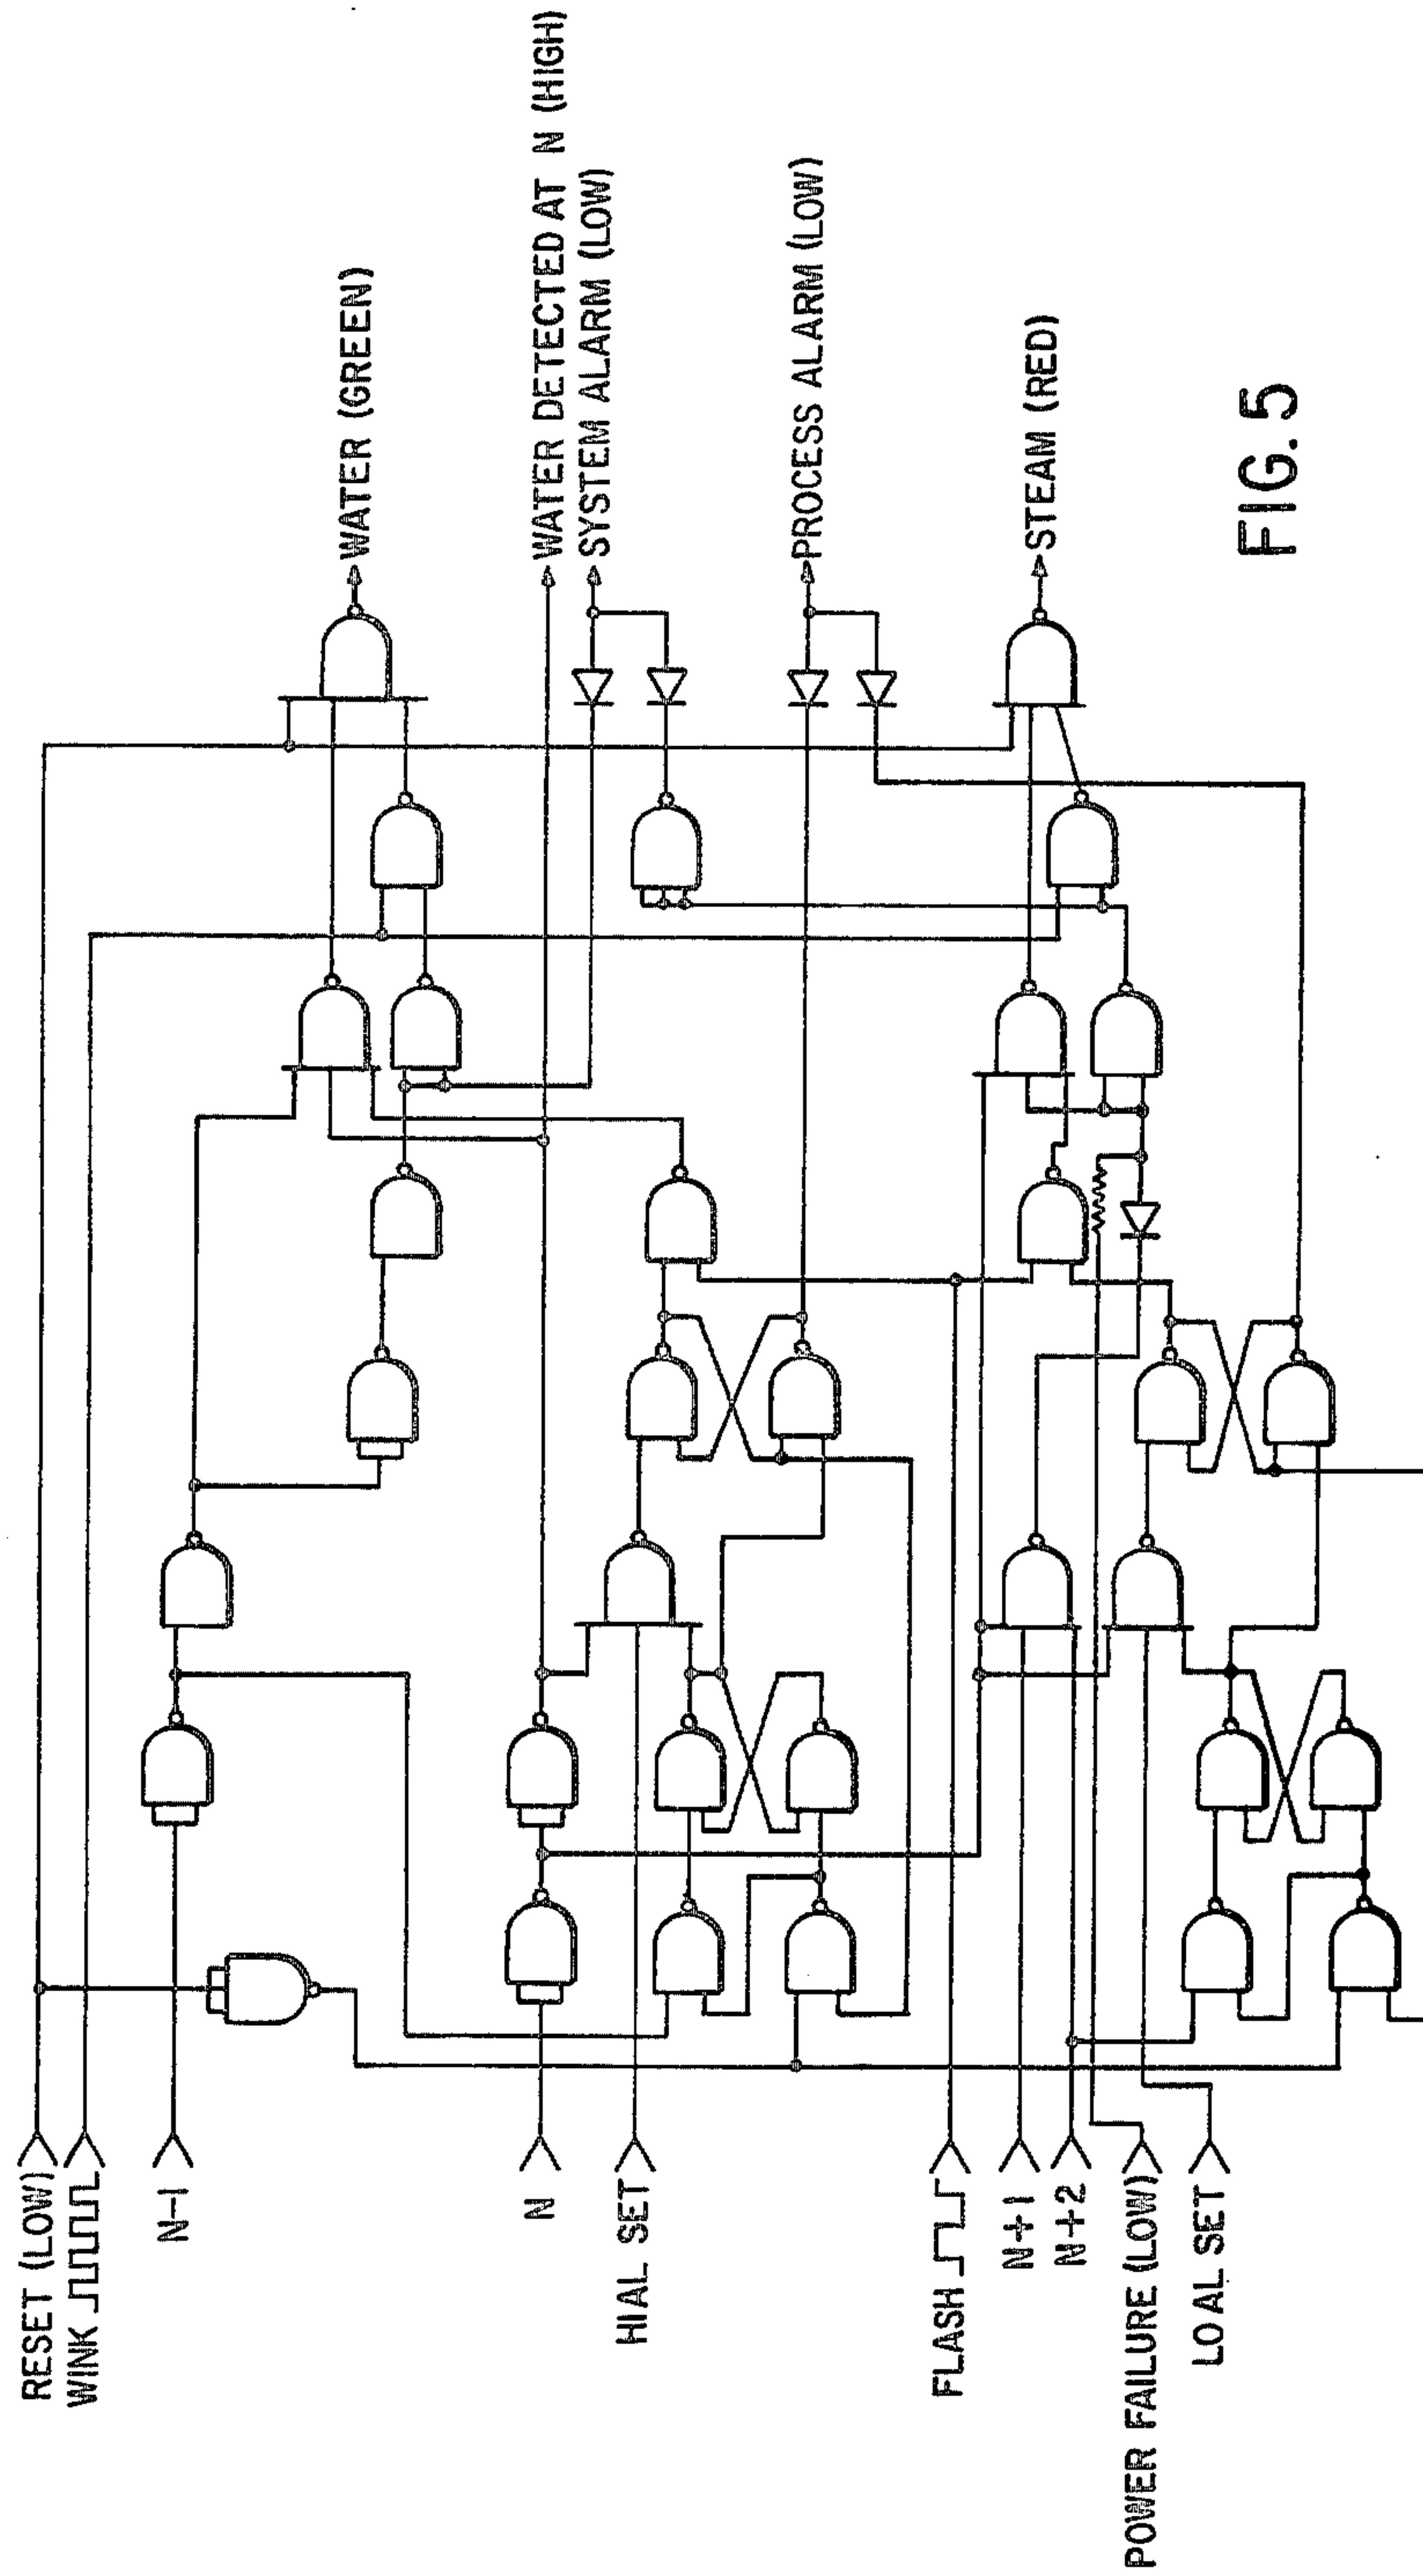 RESET (LOW)
WINK
N-1
N
HI AL SET
FLASH
N+1
N+2
POWER FAILURE (LOW)
LO AL SET
WATER (GREEN)
WATER DETECTED AT N (HIGH)
SYSTEM ALARM (LOW)
PROCESS ALARM (LOW)
STEAM (RED)
FIG. 5